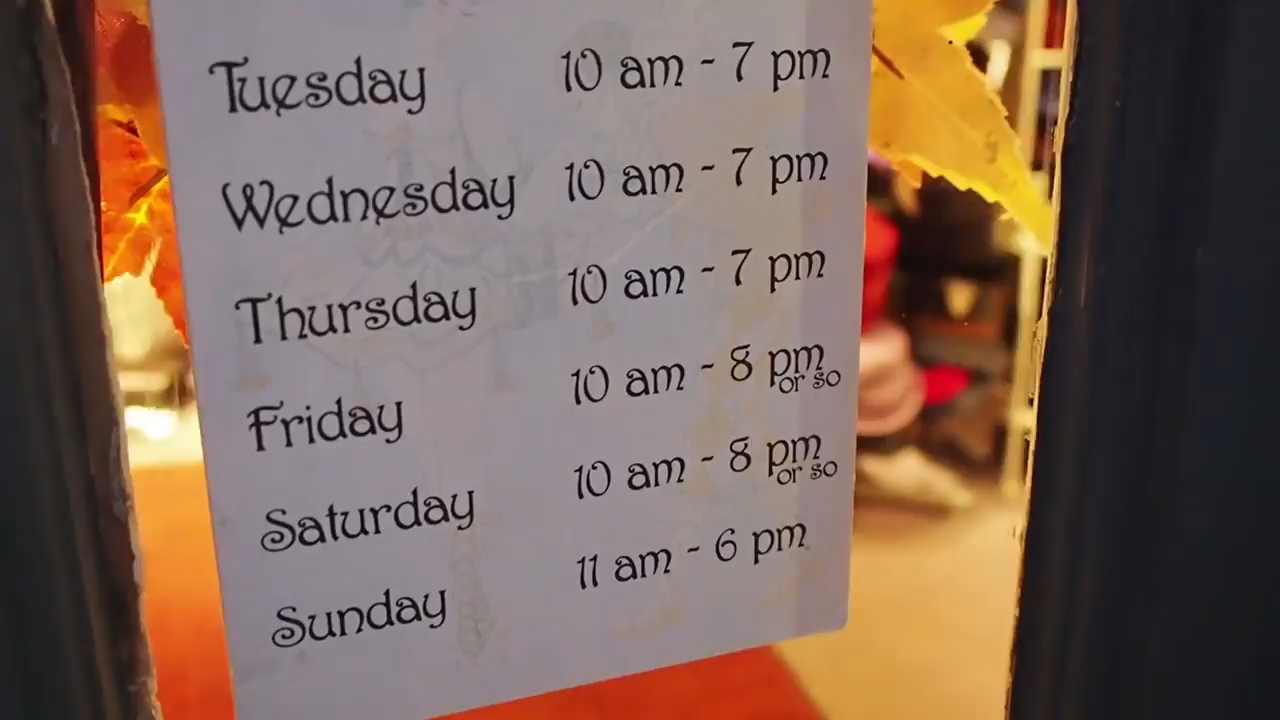 Tuesday 10 am - 7 pm
Wednesday 10 am - 7 pm
Thursday 10 am - 7 pm
Friday 10 am - 8 pm or so
Saturday 10 am - 8 pm or so
Sunday 11 am - 6 pm